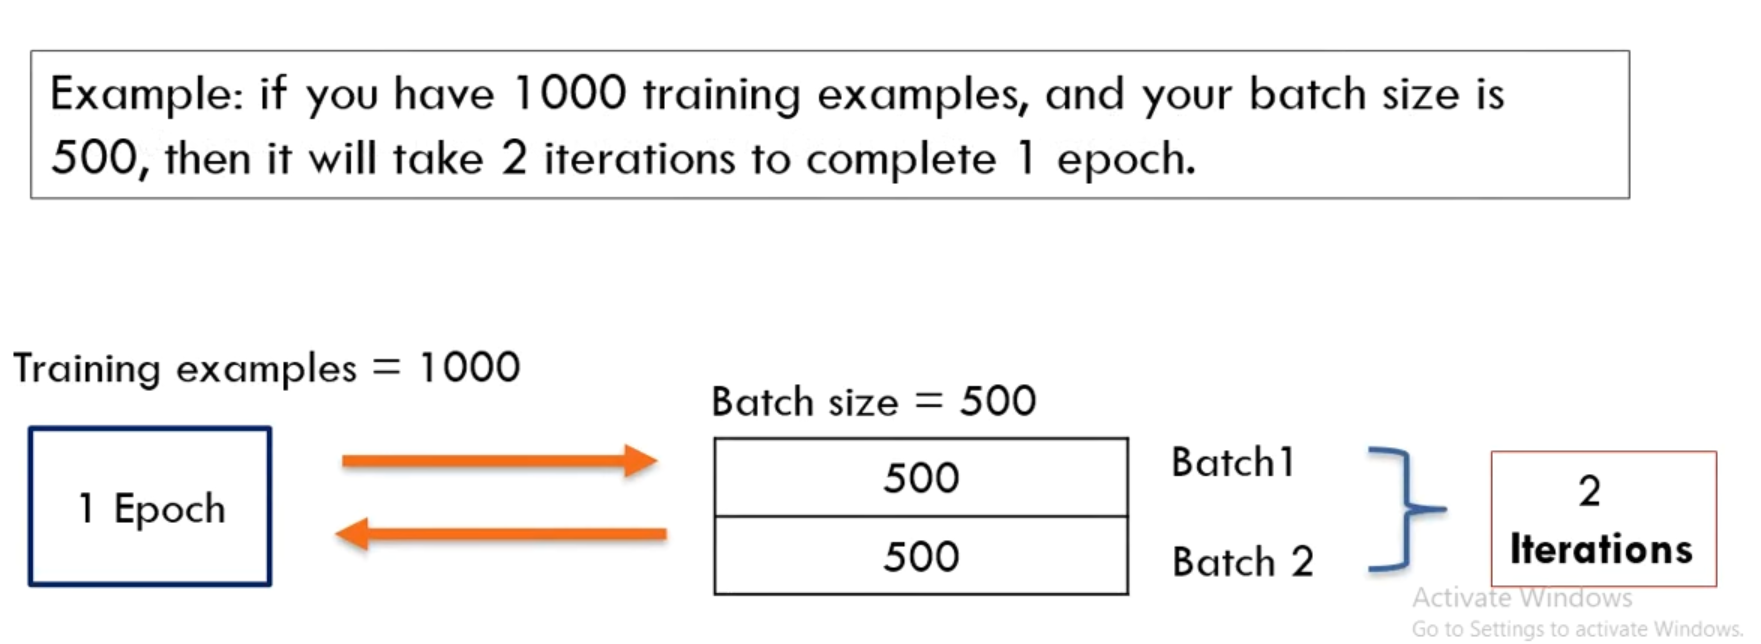 Example: if you have 1000 training examples, and your batch size is
500, then it will take 2 iterations to complete 1 epoch.
Training examples = 1000
1 Epoch
Batch size = 500
500
500
Batch1
Batch 2
2
Iterations
Activate Windows
Go to Settings to activate Windows.